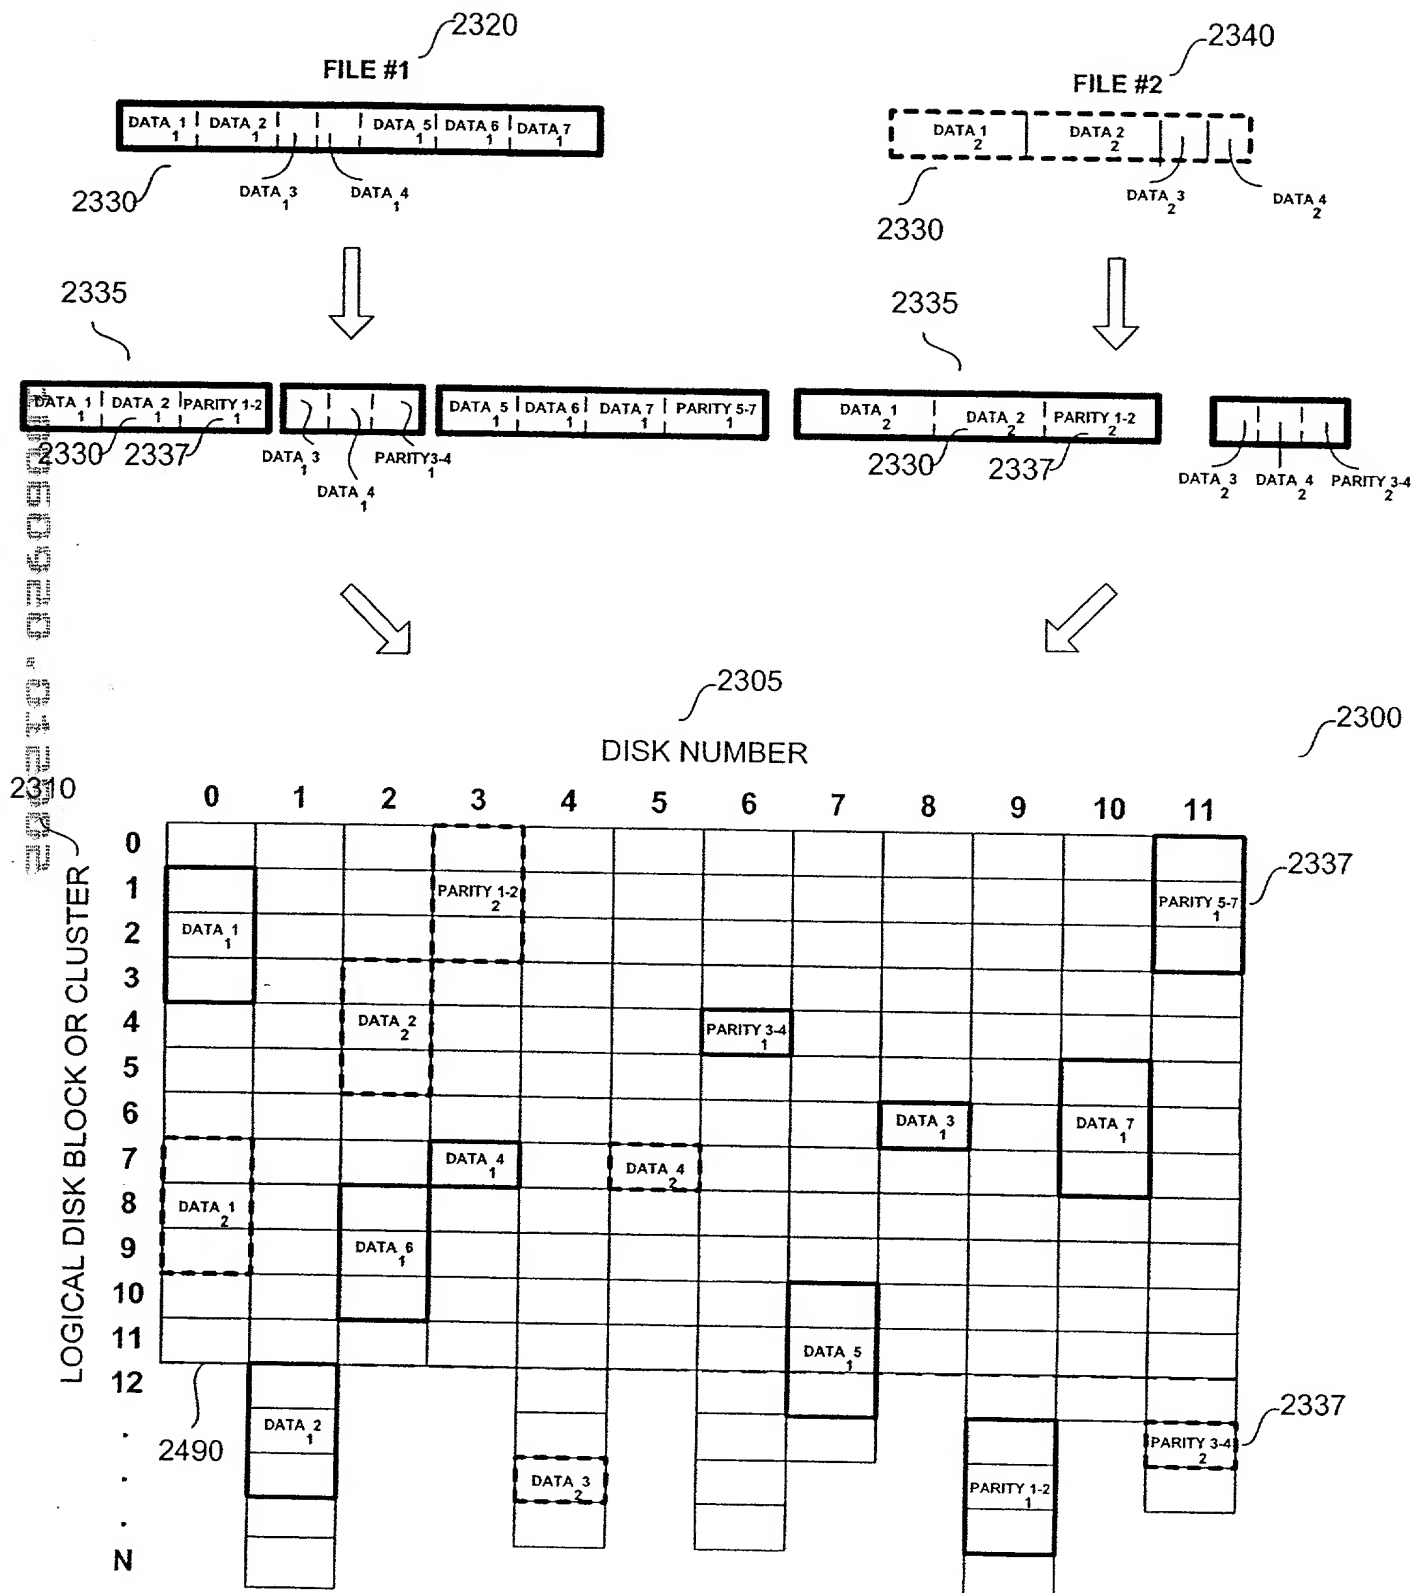 2320
FILE #1
DATA 1 1 DATA 2 1 DATA 5 1 DATA 6 1 DATA 7 1
2330 DATA 3 1 DATA 4 1
2340
FILE #2
DATA 1 2 DATA 2 2
2330 DATA 3 2 DATA 4 2
2335
DATA 1 1 DATA 2 1 PARITY 1-2 1 DATA 5 1 DATA 6 1 DATA 7 1 PARITY 5-7 1
2330 2337 DATA 3 1 DATA 4 1 PARITY 3-4 1
2335
DATA 1 2 DATA 2 2 PARITY 1-2 2
2330 2337 DATA 3 2 DATA 4 2 PARITY 3-4 2
2305
2300
DISK NUMBER
2310
0 1 2 3 4 5 6 7 8 9 10 11
LOGICAL DISK BLOCK OR CLUSTER
0
1 PARITY 1-2 2 PARITY 5-7 1 2337
2 DATA 1 1
3
4 DATA 2 2 PARITY 3-4 1
5
6 DATA 3 1 DATA 7 1
7 DATA 4 1 DATA 4 2
8 DATA 1 2
9 DATA 6 1
10
11 DATA 5 1
12
. DATA 2 1 2337
2490 PARITY 3-4 2
. DATA 3 2 PARITY 1-2 1
.
N